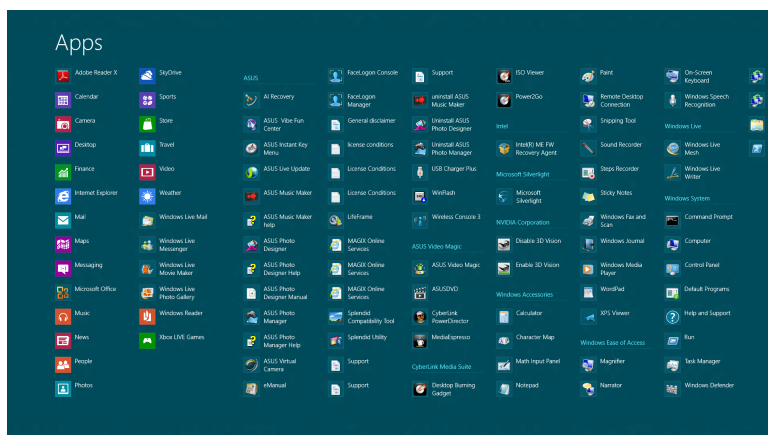 Apps
Adobe Reader X
Calendar
Camera
Desktop
Finance
Internet Explorer
Mail
Maps
Messaging
Microsoft Office
Music
News
People
Photos
SkyDrive
Sports
Store
Travel
Video
Weather
Windows Live Mail
Windows Live
Messenger
Windows Live
Movie Maker
Windows Live
Photo Gallery
Windows Reader
Xbox LIVE Games
ASUS
AI Recovery
ASUS Vibe Fun
Center
ASUS Instant Key
Menu
ASUS Live Update
ASUS Music Maker
ASUS Music Maker
help
ASUS Photo
Designer
ASUS Photo
Designer Help
ASUS Photo
Designer Manual
ASUS Photo
Manager
ASUS Photo
Manager Help
ASUS Virtual
Camera
eManual
FaceLogon Console
FaceLogon
Manager
General disclaimer
license conditions
License Conditions
License Conditions
LifeFrame
MAGIX Online
Services
MAGIX Online
Services
MAGIX Online
Services
Splendid
Compatibility Tool
Splendid Utility
Support
Support
Support
uninstall ASUS
Music Maker
Uninstall ASUS
Photo Designer
Uninstall ASUS
Photo Manager
USB Charger Plus
WinFlash
Wireless Console 3
ASUS Video Magic
ASUS Video Magic
ASUSDVD
CyberLink
PowerDirector
MediaEspresso
CyberLink Media Suite
Desktop Burning
Gadget
ISO Viewer
Power2Go
Intel
Intel(R) ME FW
Recovery Agent
Microsoft Silverlight
Microsoft
Silverlight
NVIDIA Corporation
Disable 3D Vision
Enable 3D Vision
Windows Accessories
Calculator
Character Map
Math Input Panel
Notepad
Paint
Remote Desktop
Connection
Snipping Tool
Sound Recorder
Steps Recorder
Sticky Notes
Windows Fax and
Scan
Windows Journal
Windows Media
Player
WordPad
XPS Viewer
Windows Ease of Access
Magnifier
Narrator
On-Screen
Keyboard
Windows Speech
Recognition
Windows Live
Windows Live
Mesh
Windows Live
Writer
Windows System
Command Prompt
Computer
Control Panel
Default Programs
Help and Support
Run
Task Manager
Windows Defender